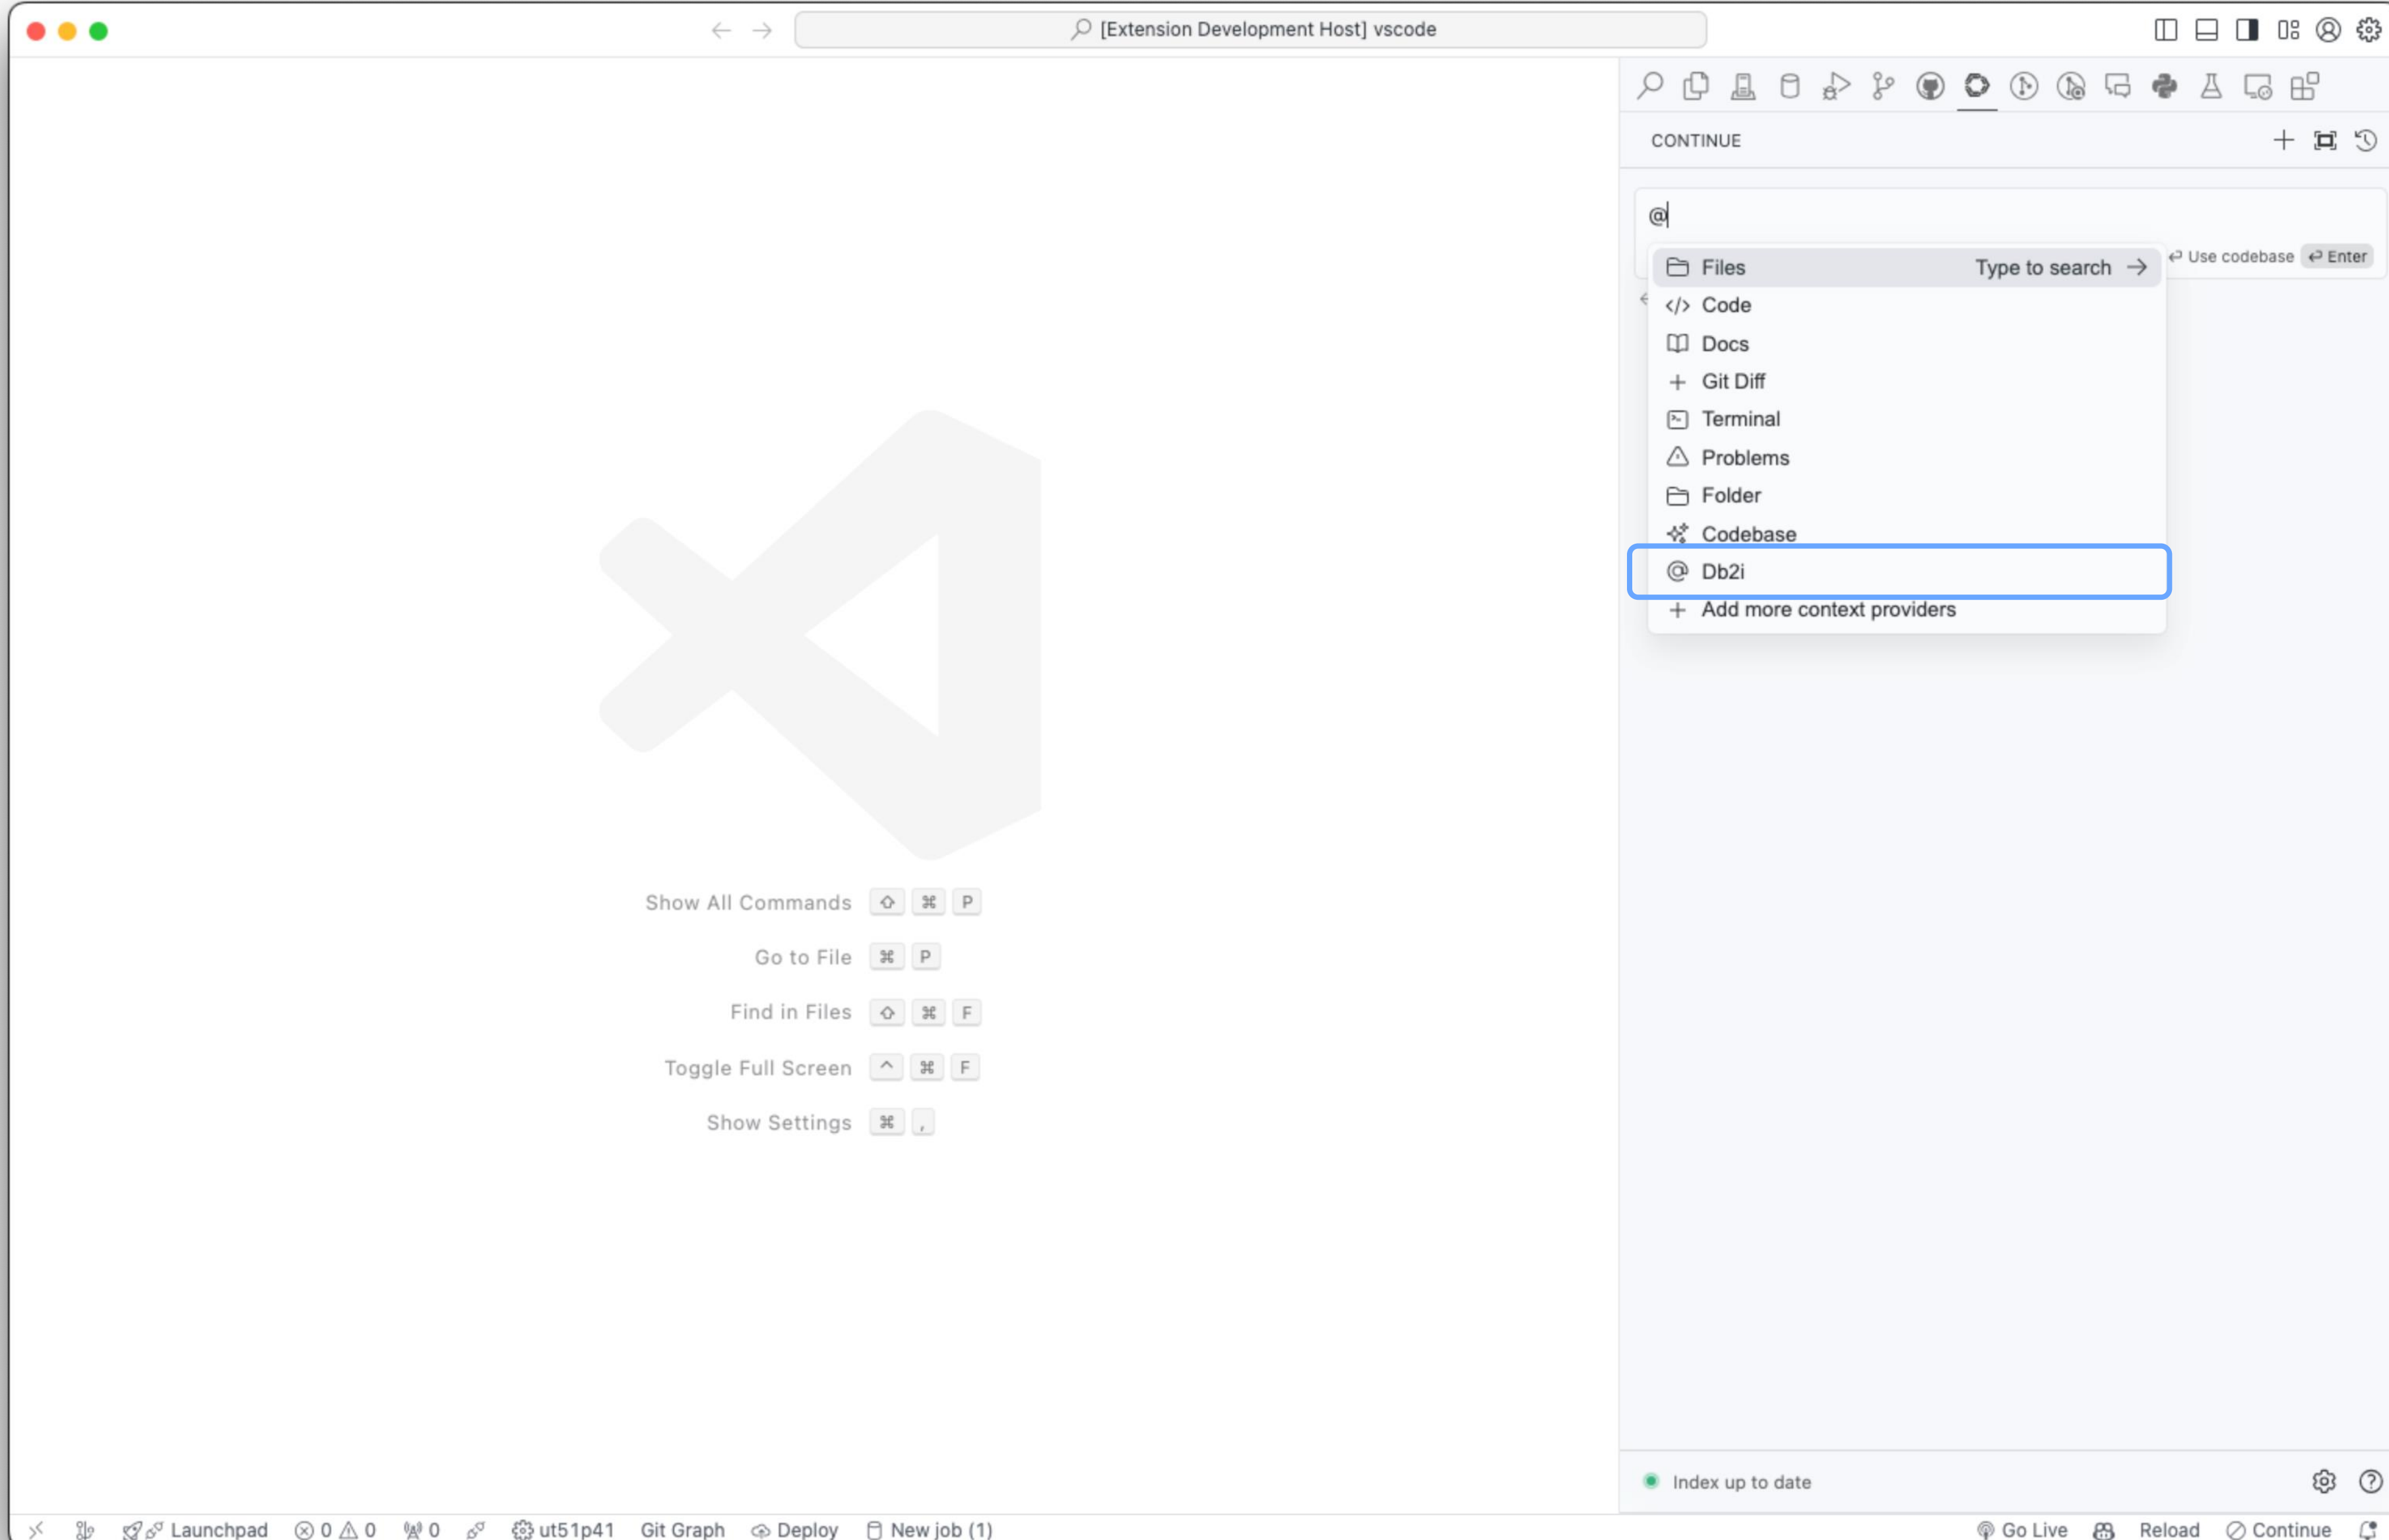 [Extension Development Host] vscode
CONTINUE
@
Use codebase Enter
Files Type to search →
Code
Docs
Git Diff
Terminal
Problems
Folder
Codebase
Db2i
Add more context providers
Show All Commands ⇧ ⌘ P
Go to File ⌘ P
Find in Files ⇧ ⌘ F
Toggle Full Screen ^ ⌘ F
Show Settings ⌘ ,
Index up to date
Launchpad 0 0 0 ut51p41 Git Graph Deploy New job (1) Go Live Reload Continue